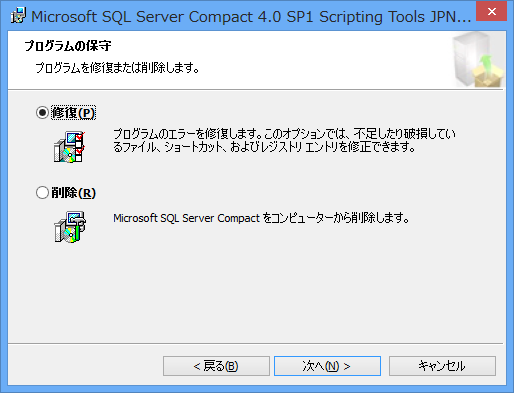 Microsoft SQL Server Compact 4.0 SP1 Scripting Tools JPN...
プログラムの保守
プログラムを修復または削除します。
修復(P)
プログラムのエラーを修復します。このオプションでは、不足したり破損してい
るファイル、ショートカット、およびレジストリ エントリを修正できます。
削除(R)
Microsoft SQL Server Compact をコンピューターから削除します。
< 戻る(B)
次へ(N) >
キャンセル